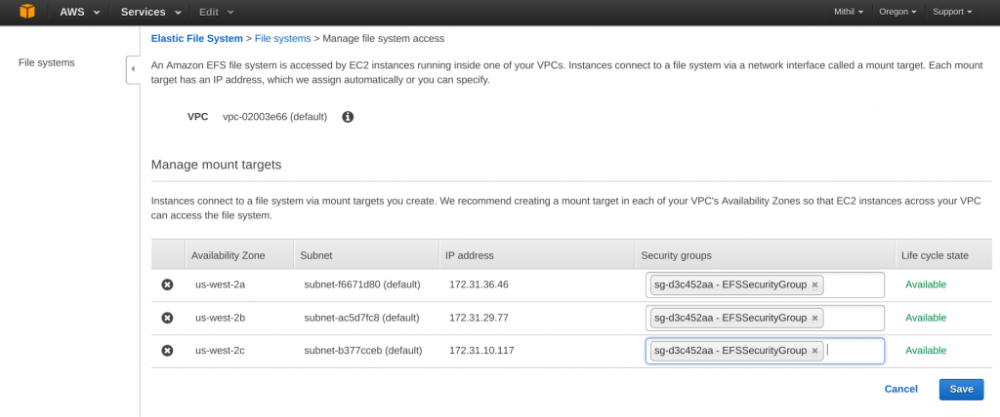 AWS Services Edit Mithil Oregon Support
File systems
Elastic File System > File systems > Manage file system access
An Amazon EFS file system is accessed by EC2 instances running inside one of your VPCs. Instances connect to a file system via a network interface called a mount target. Each mount
target has an IP address, which we assign automatically or you can specify.
VPC vpc-02003e66 (default)
Manage mount targets
Instances connect to a file system via mount targets you create. We recommend creating a mount target in each of your VPC's Availability Zones so that EC2 instances across your VPC
can access the file system.
Availability Zone Subnet IP address Security groups Life cycle state
us-west-2a subnet-f6671d80 (default) 172.31.36.46 sg-d3c452aa - EFSSecurityGroup Available
us-west-2b subnet-ac5d7fc8 (default) 172.31.29.77 sg-d3c452aa - EFSSecurityGroup Available
us-west-2c subnet-b377cceb (default) 172.31.10.117 sg-d3c452aa - EFSSecurityGroup Available
Cancel Save